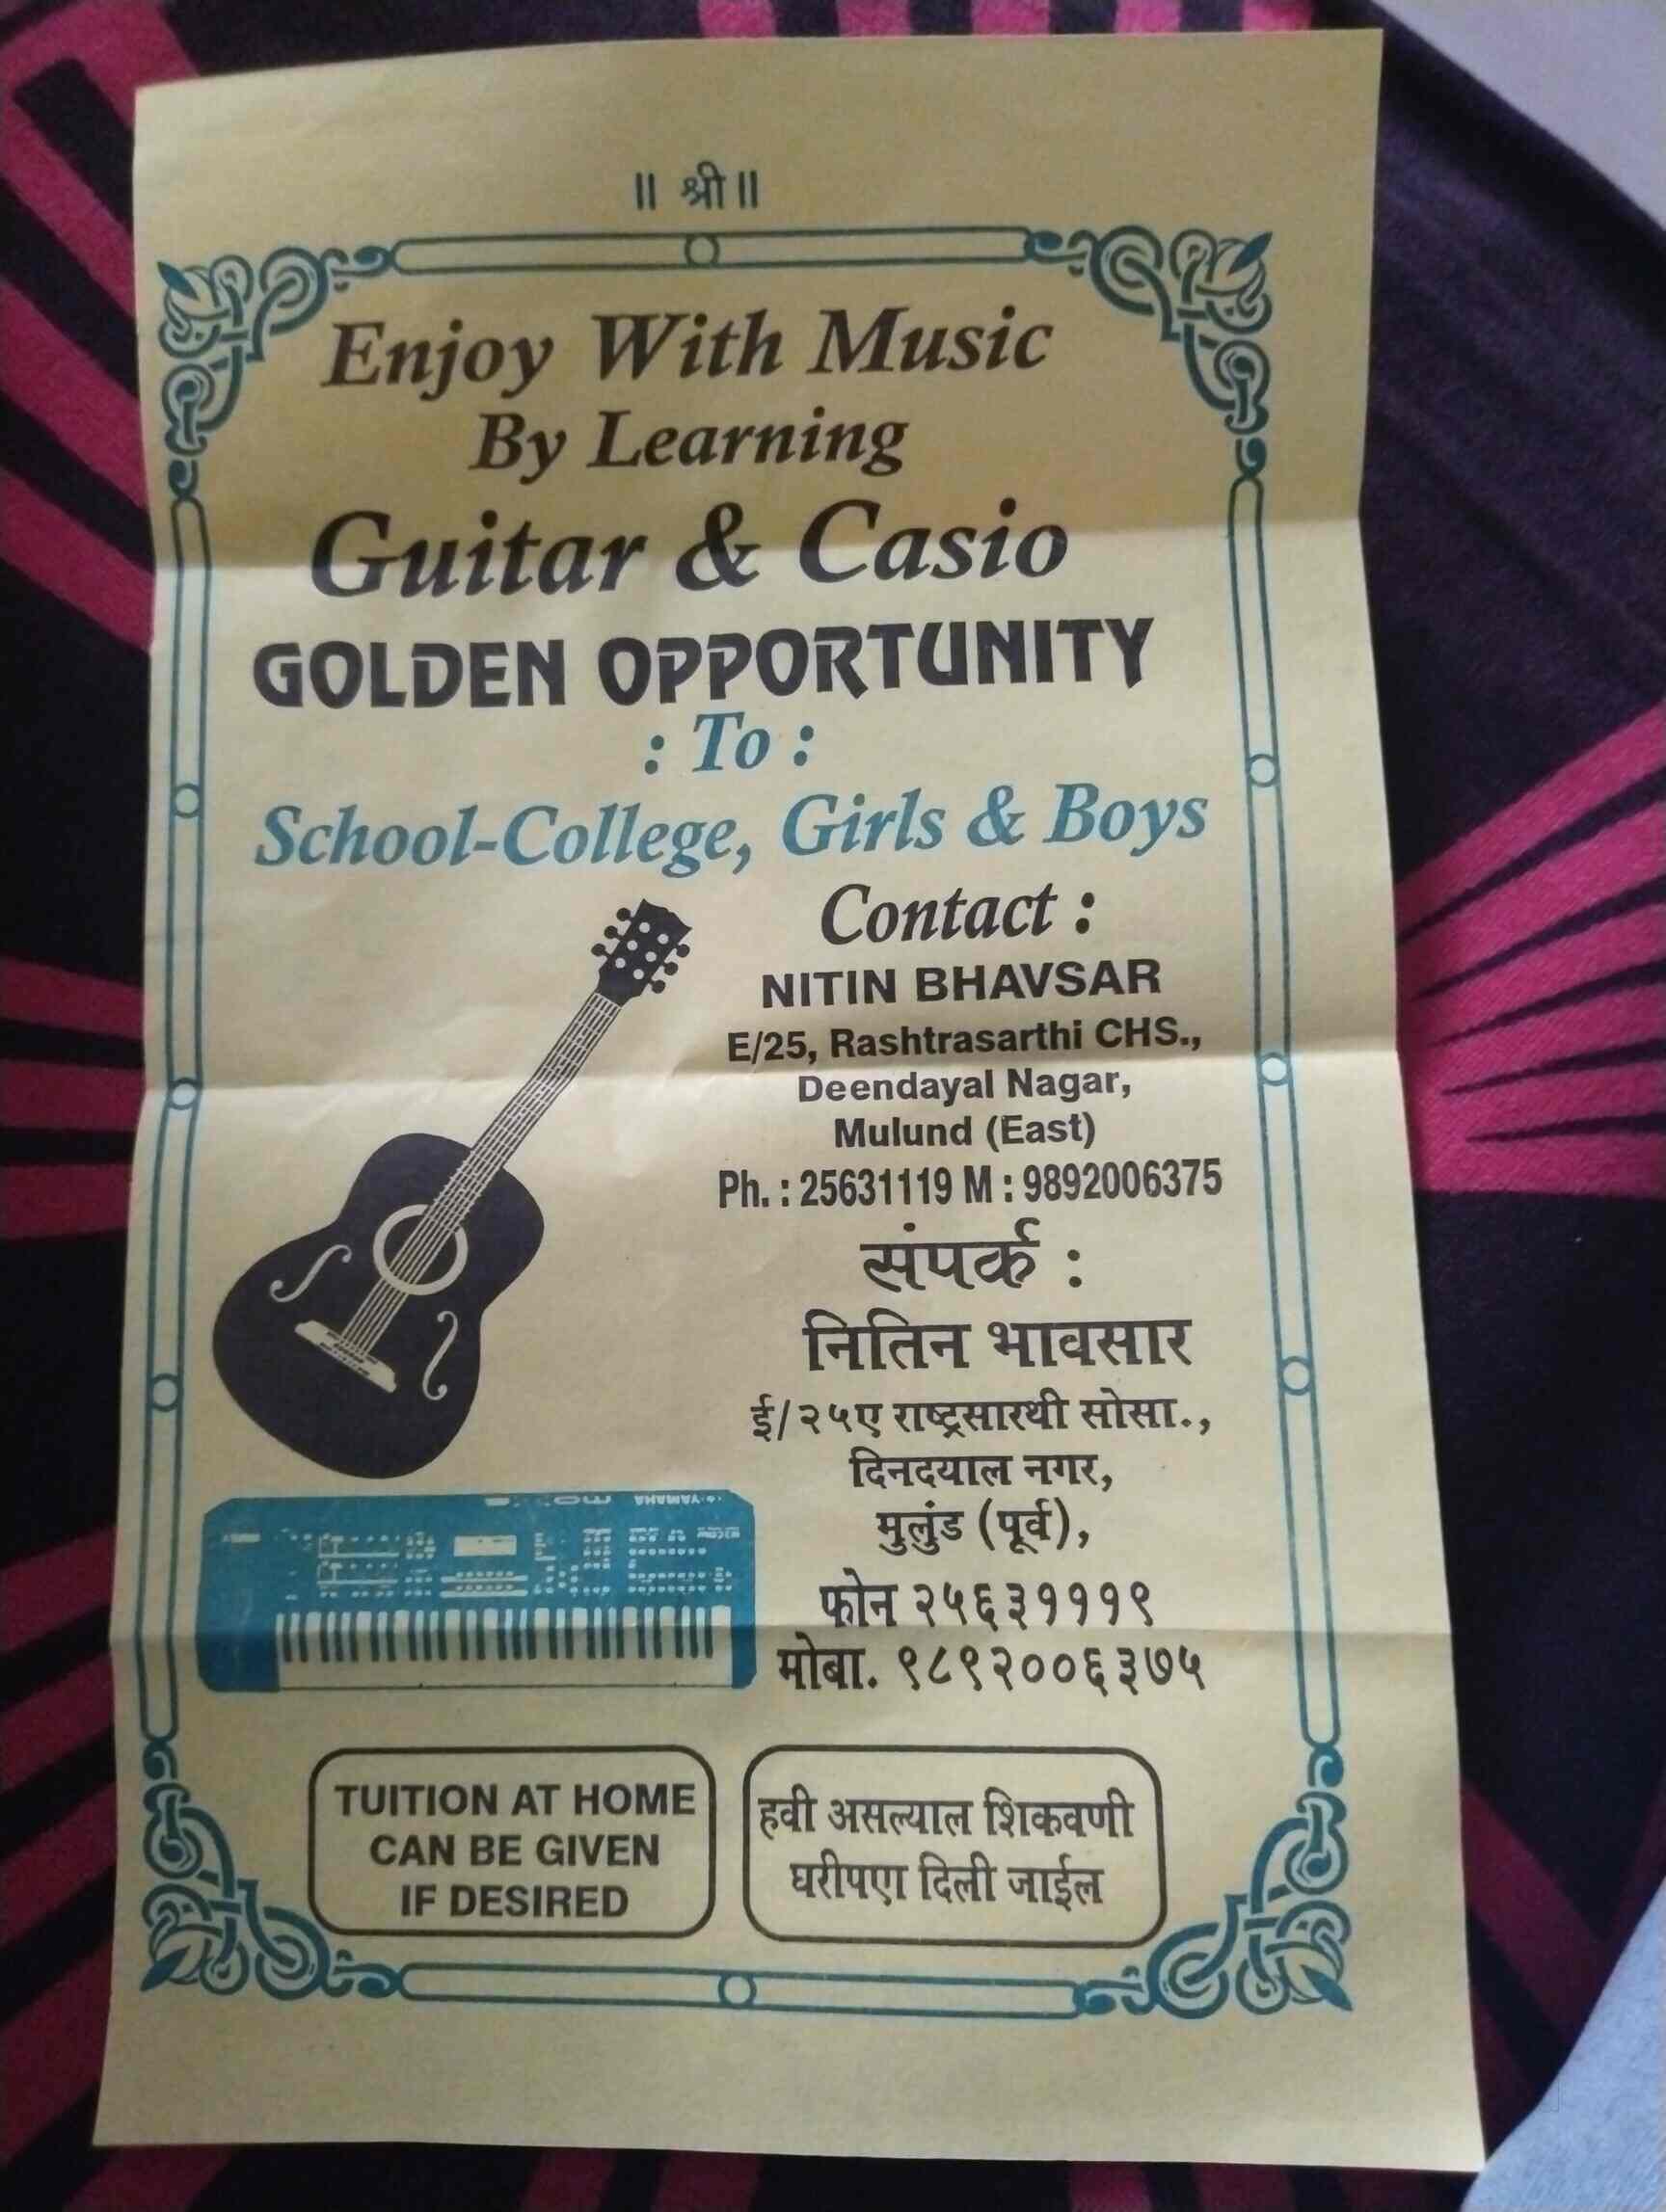 ॥ श्री ॥
Enjoy With Music
By Learning
Guitar & Casio
GOLDEN OPPORTUNITY
: To :
School-College, Girls & Boys
Contact :
NITIN BHAVSAR
E/25, Rashtrasarthi CHS.,
Deendayal Nagar,
Mulund (East)
Ph. : 25631119 M : 9892006375
संपर्क :
नितिन भावसार
ई/२५ए राष्ट्रसारथी सोसा.,
दिनदयाल नगर,
मुलुंड (पूर्व),
फोन २५६३१११९
मोबा. ९८९२००६३७५
YAMAHA
TUITION AT HOME
CAN BE GIVEN
IF DESIRED
हवी असल्याल शिकवणी
घरीपण दिली जाईल